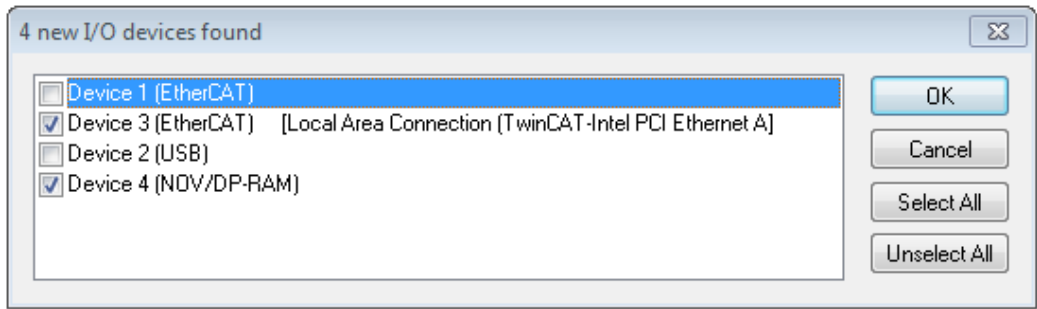 4 new I/O devices found
Device 1 (EtherCAT)
Device 3 (EtherCAT) [Local Area Connection (TwinCAT-Intel PCI Ethernet A]
Device 2 (USB)
Device 4 (NOV/DP-RAM)
OK
Cancel
Select All
Unselect All